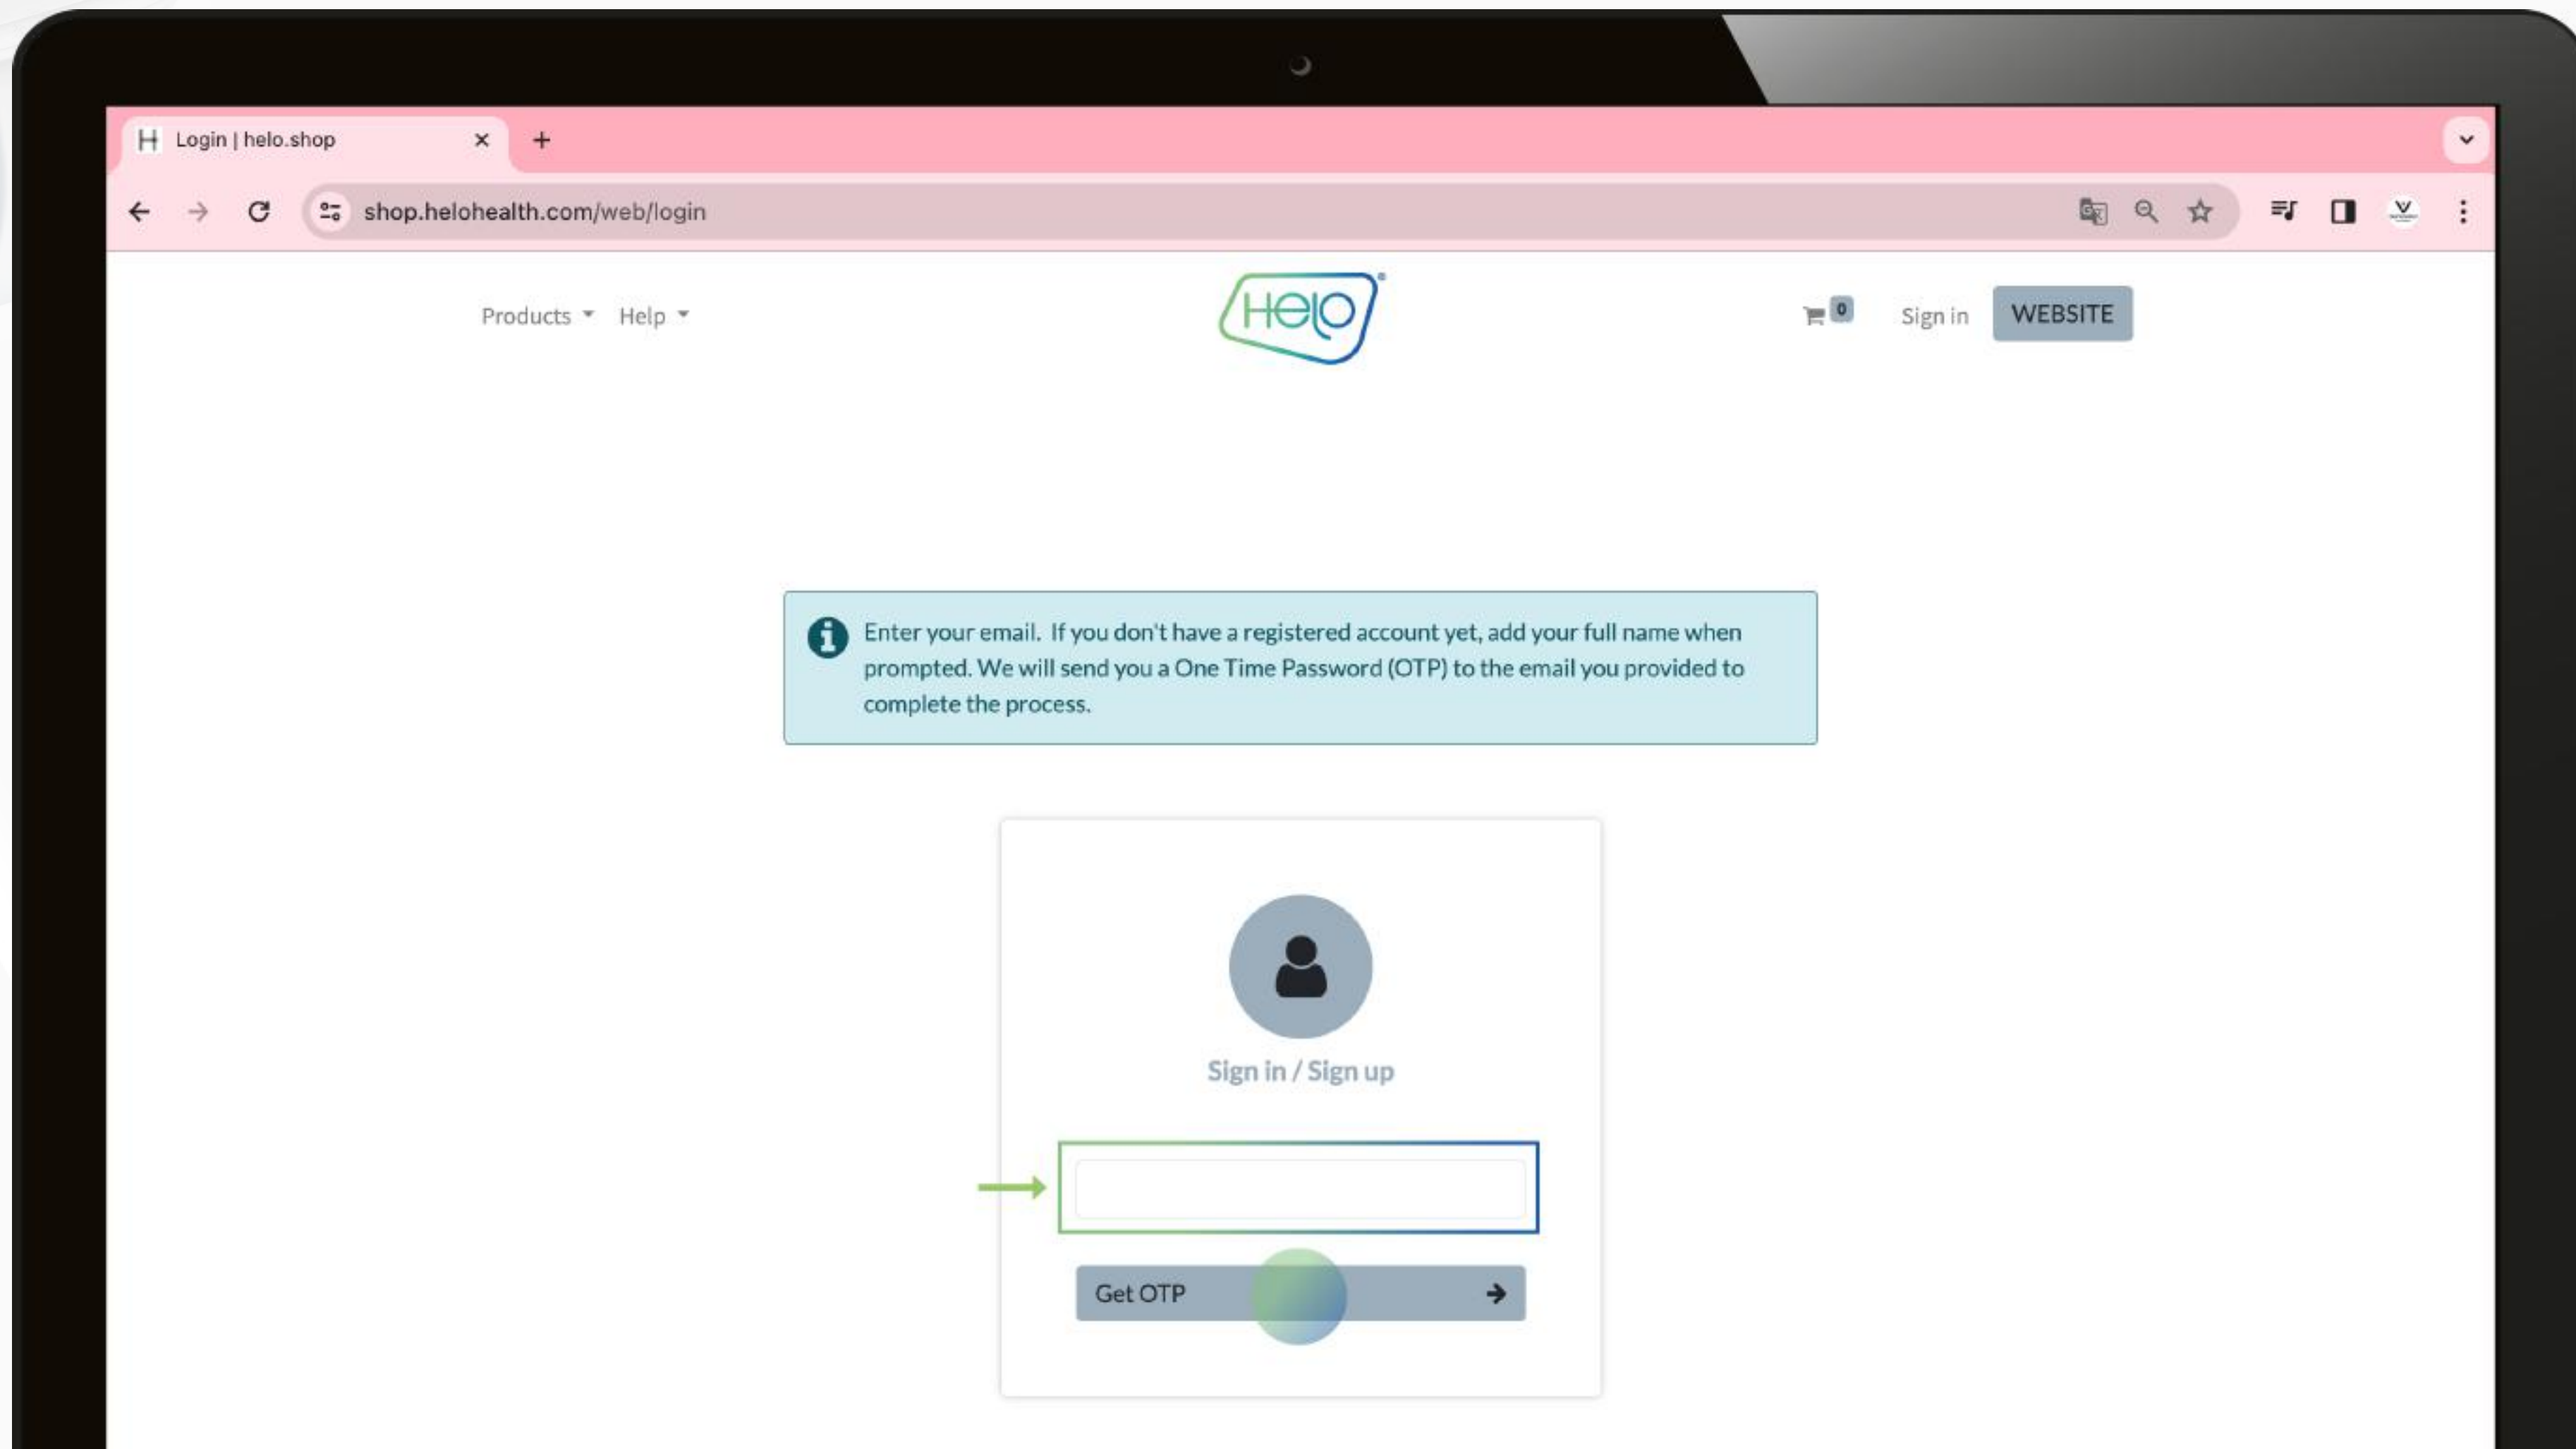 Login | helo.shop
shop.helohealth.com/web/login
Products Help
Helo®
0
Sign in
WEBSITE
Enter your email. If you don't have a registered account yet, add your full name when
prompted. We will send you a One Time Password (OTP) to the email you provided to
complete the process.
Sign in / Sign up
Get OTP